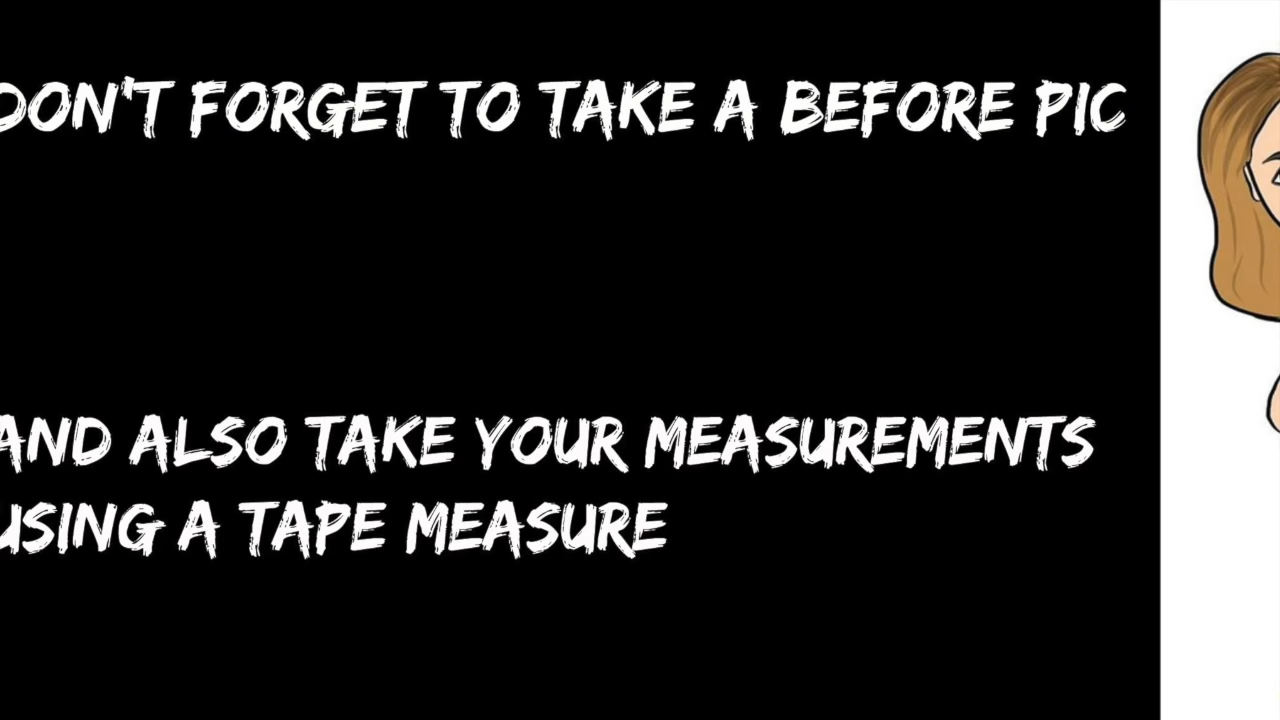 DON'T FORGET TO TAKE A BEFORE PIC
AND ALSO TAKE YOUR MEASUREMENTS
USING A TAPE MEASURE